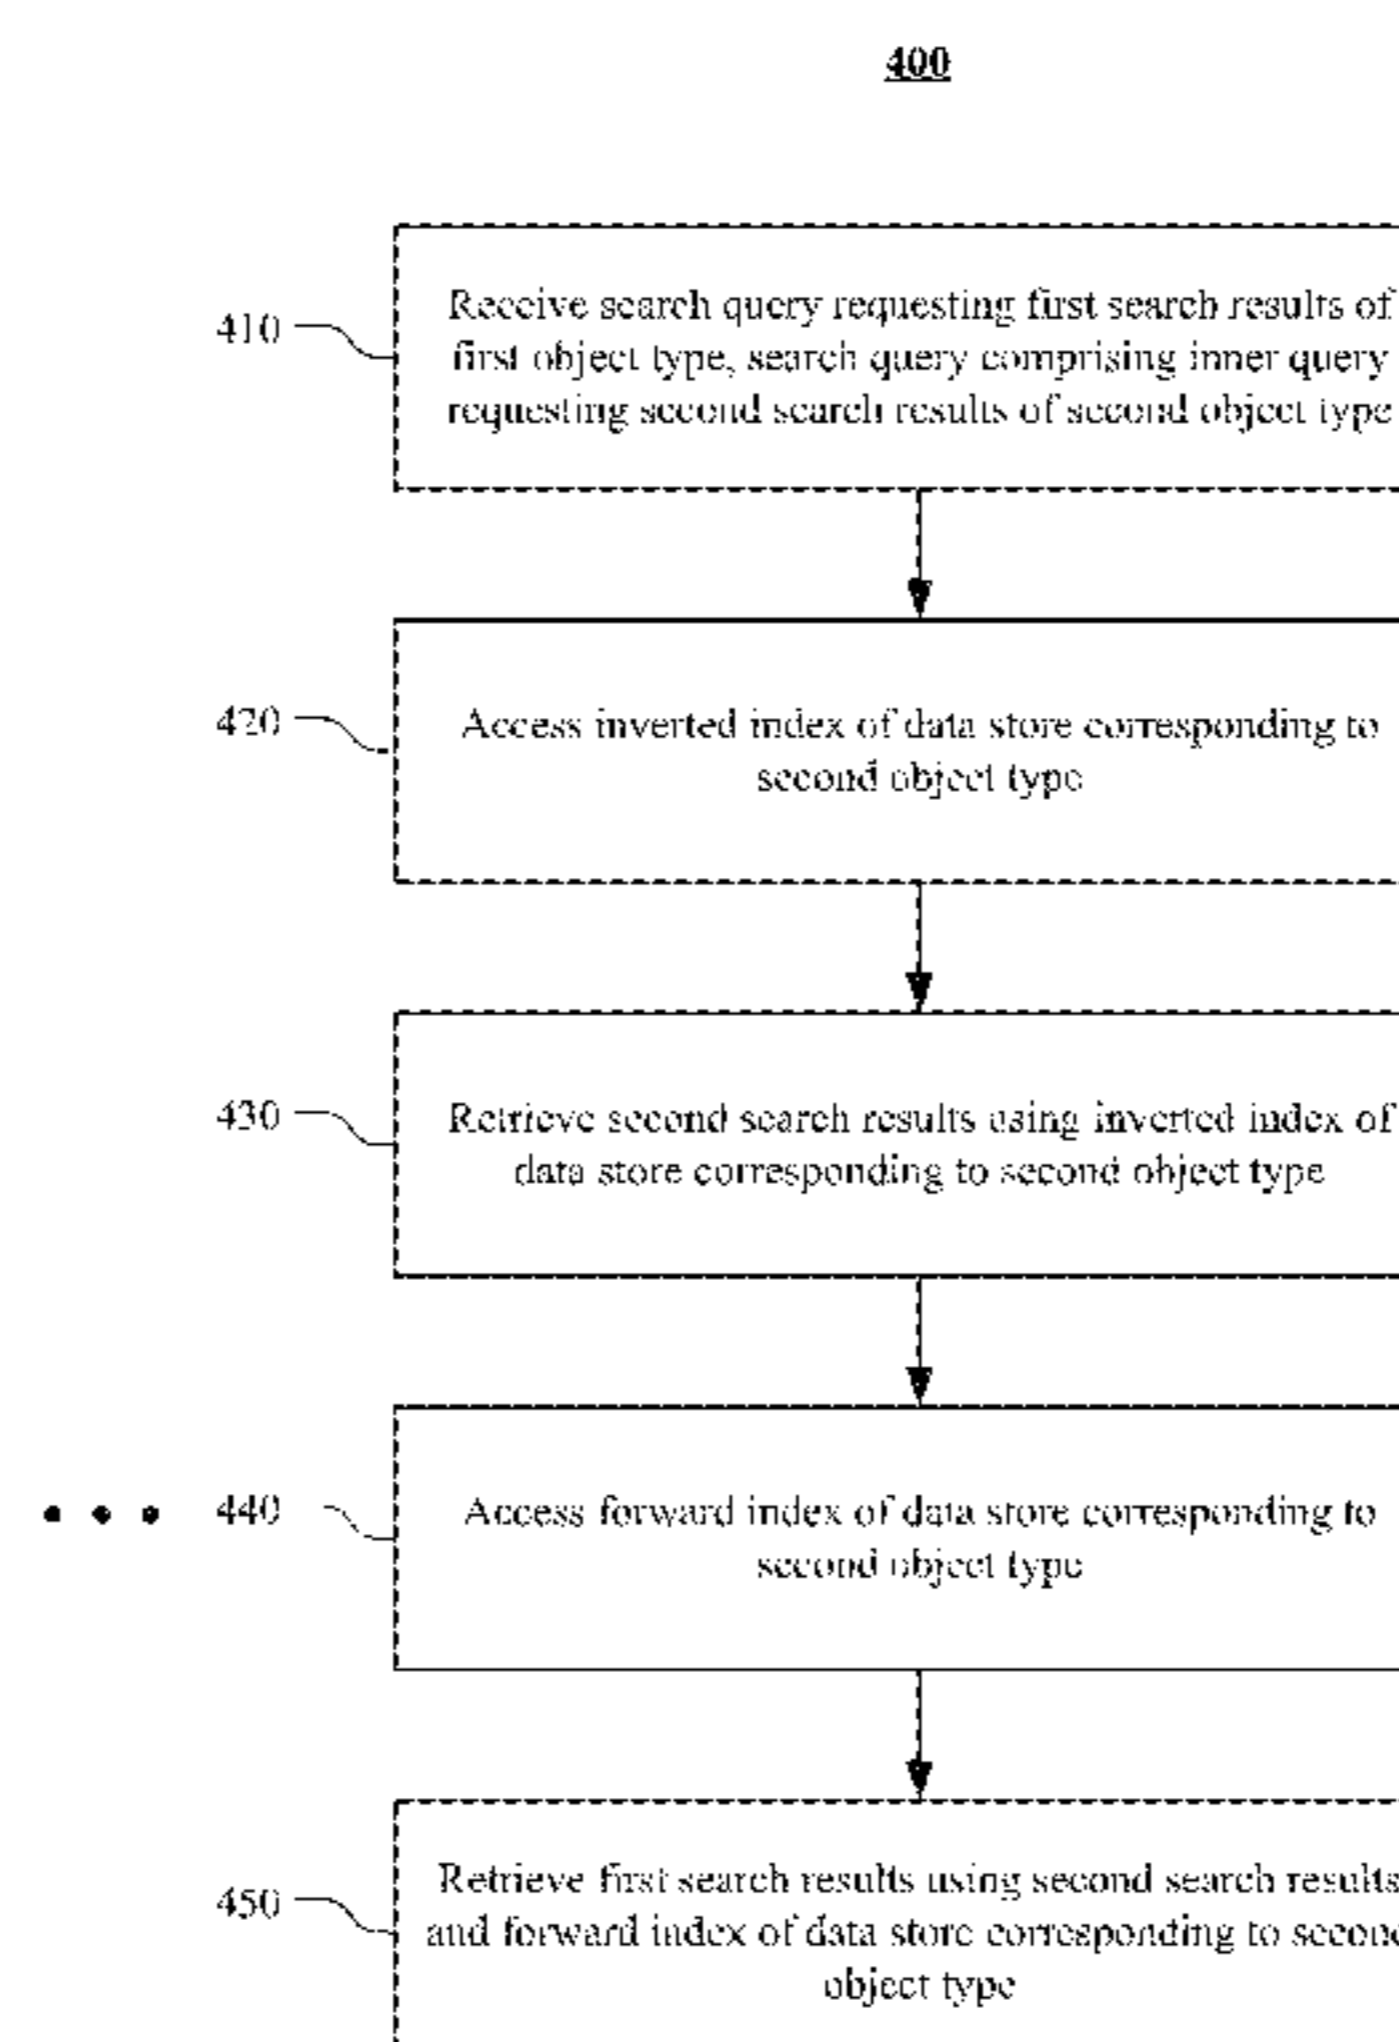 400
410
Receive search query requesting first search results of
first object type, search query comprising inner query
requesting second search results of second object type
420
Access inverted index of data store corresponding to
second object type
430
Retrieve second search results using inverted index of
data store corresponding to second object type
• • • 440
Access forward index of data store corresponding to
second object type
450
Retrieve first search results using second search results
and forward index of data store corresponding to second
object type